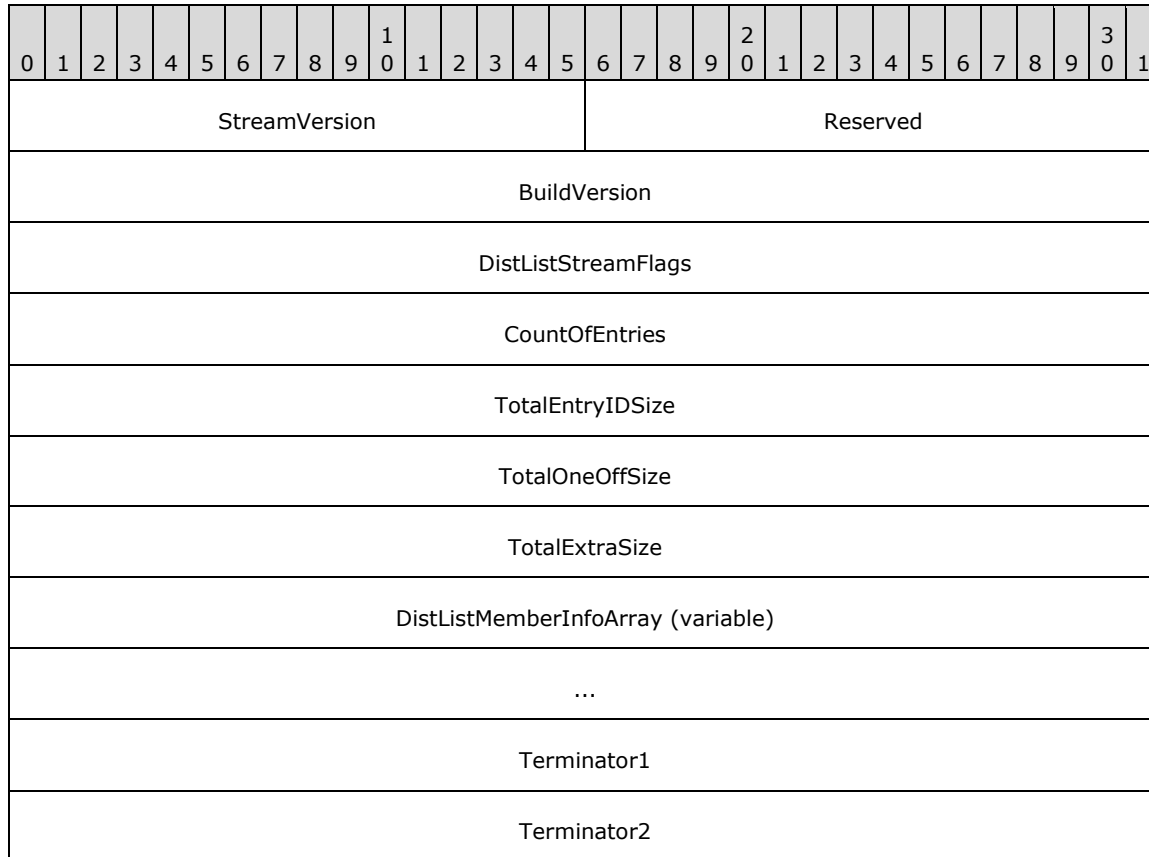 1 2 3
0 1 2 3 4 5 6 7 8 9 0 1 2 3 4 5 6 7 8 9 0 1 2 3 4 5 6 7 8 9 0 1
StreamVersion Reserved
BuildVersion
DistListStreamFlags
CountOfEntries
TotalEntryIDSize
TotalOneOffSize
TotalExtraSize
DistListMemberInfoArray (variable)
...
Terminator1
Terminator2